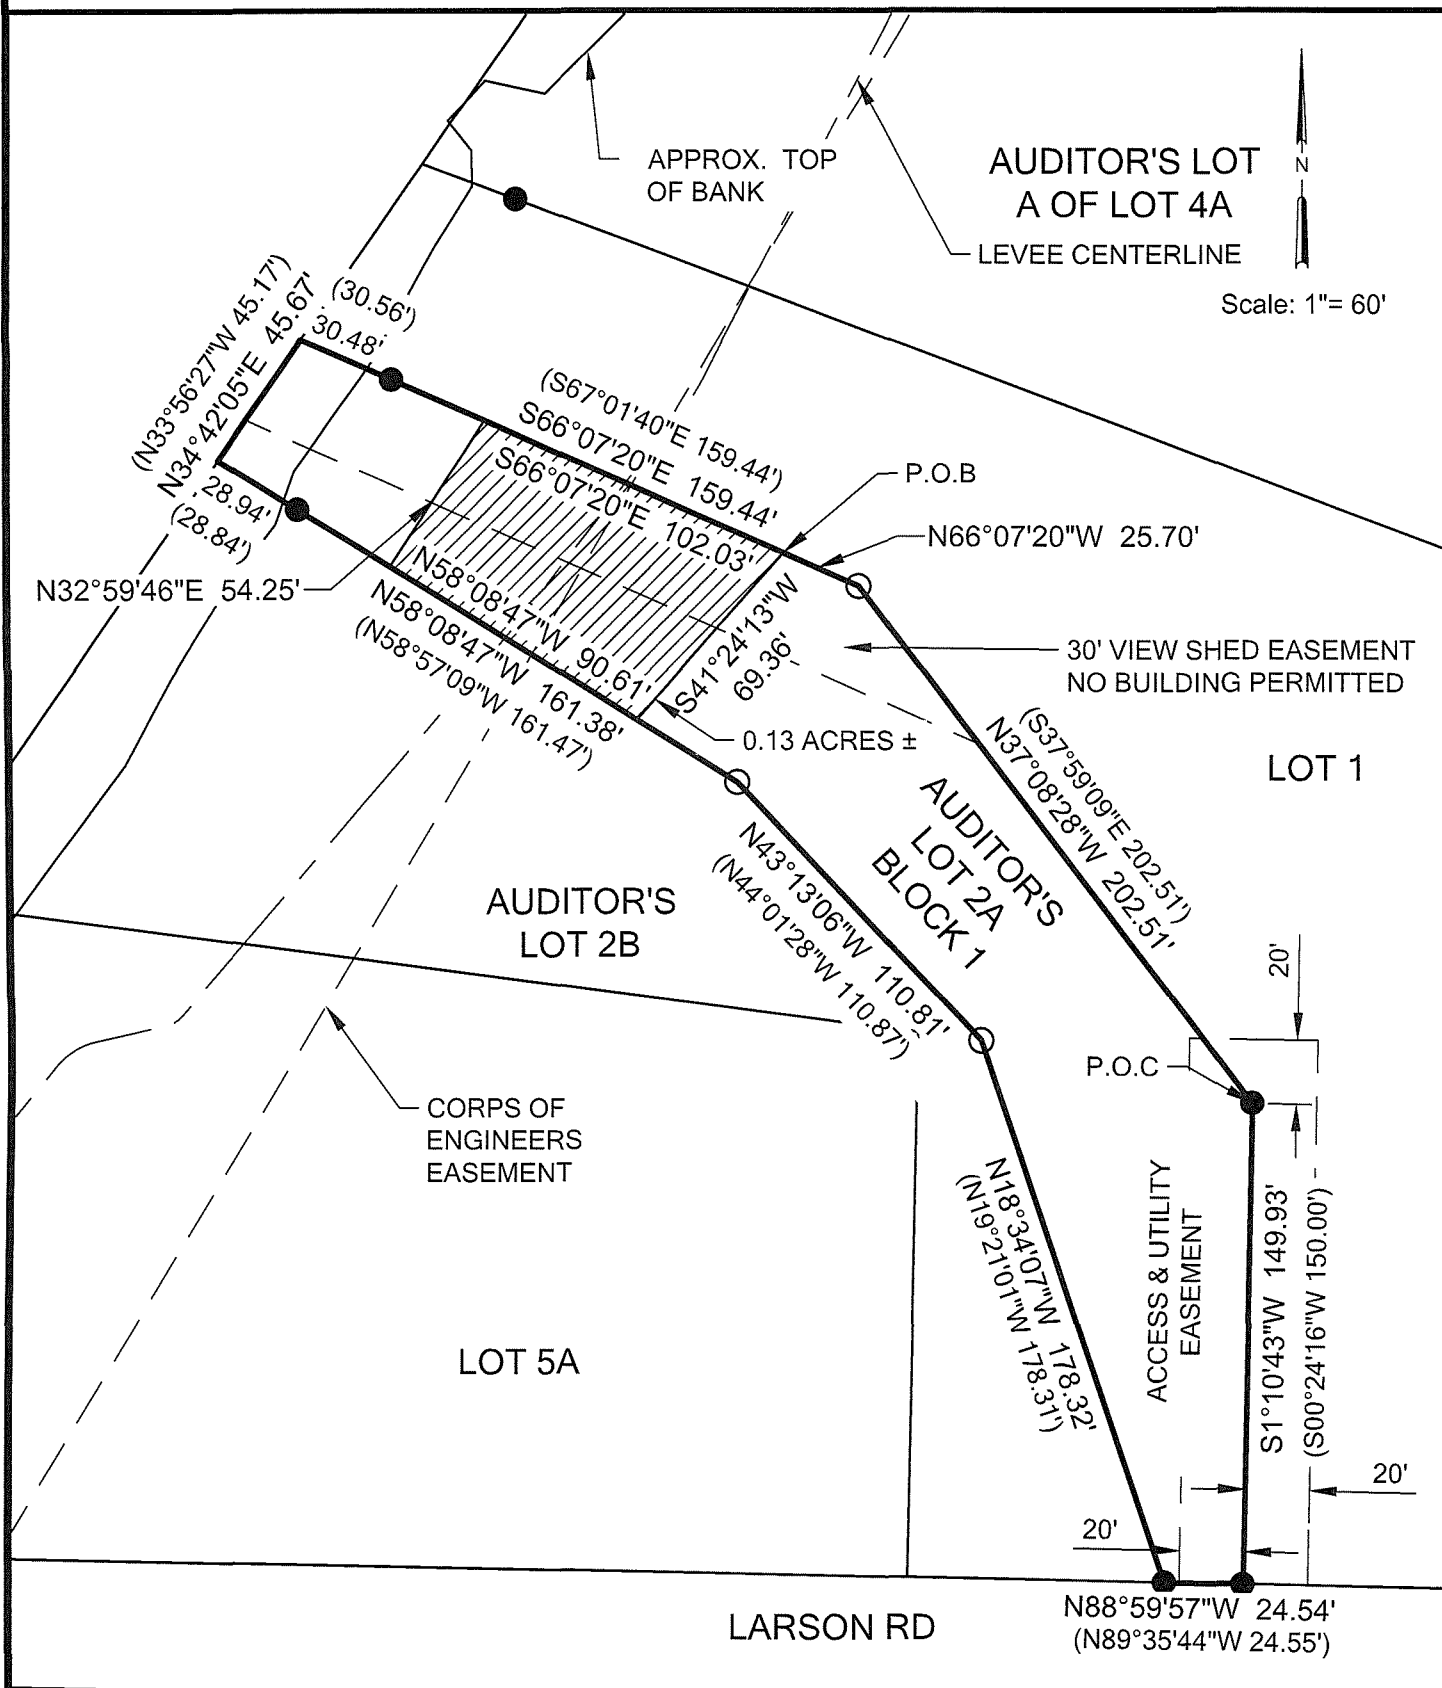 APPROX. TOP
OF BANK
AUDITOR'S LOT
A OF LOT 4A
LEVEE CENTERLINE
N
Scale: 1"= 60'
(N33°56'27"W 45.17')
N34°42'05"E 45.67'
(30.56')
30.48'
(S67°01'40"E 159.44')
S66°07'20"E 159.44'
S66°07'20"E 102.03'
P.O.B
N66°07'20"W 25.70'
28.94'
(28.84')
N32°59'46"E 54.25'
N58°08'47"W 90.61'
N58°08'47"W 161.38'
(N58°57'09"W 161.47')
S41°24'13"W
69.36'
0.13 ACRES ±
30' VIEW SHED EASEMENT
NO BUILDING PERMITTED
(S37°59'09"E 202.51')
N37°08'28"W 202.51'
LOT 1
AUDITOR'S
LOT 2A
BLOCK 1
N43°13'06"W 110.81'
(N44°01'28"W 110.87')
AUDITOR'S
LOT 2B
20'
P.O.C
CORPS OF
ENGINEERS
EASEMENT
N18°34'07"W 178.32'
(N19°21'01"W 178.31')
ACCESS & UTILITY
EASEMENT
S1°10'43"W 149.93'
(S00°24'16"W 150.00')
LOT 5A
20'
20'
N88°59'57"W 24.54'
(N89°35'44"W 24.55')
LARSON RD